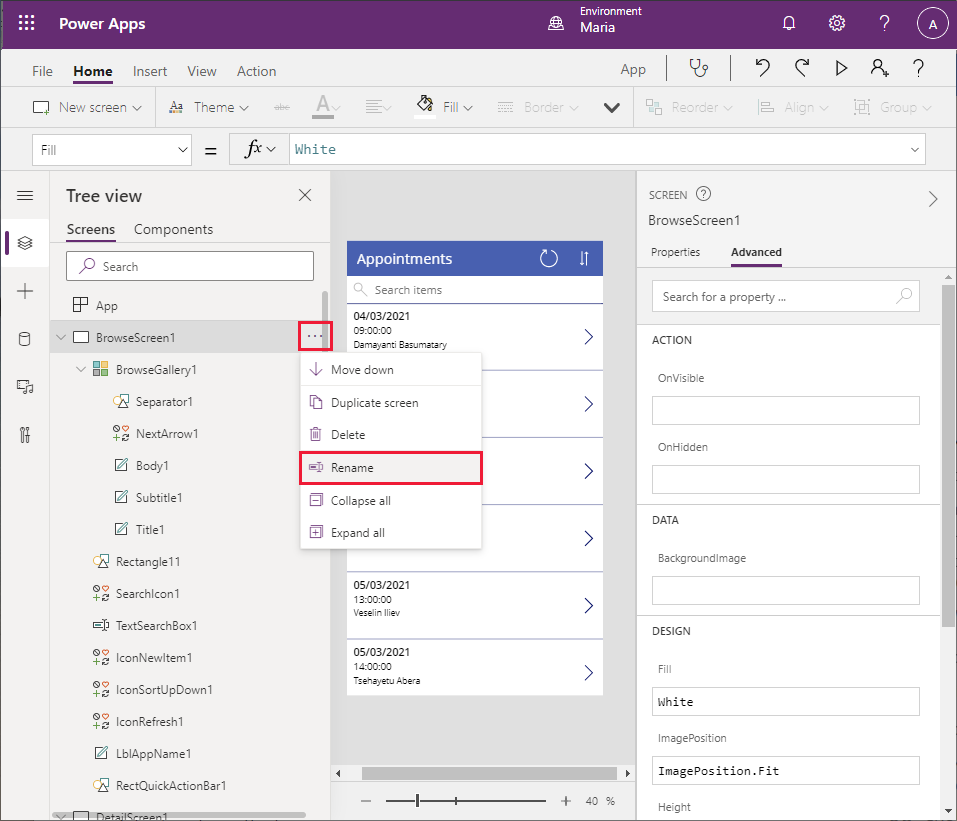 Power Apps
Environment
Maria
A
File Home Insert View Action App
New screen Theme abc A Fill Border Reorder Align Group
Fill = fx White
Tree view
Screens Components
Search
App
BrowseScreen1
BrowseGallery1
Separator1
NextArrow1
Body1
Subtitle1
Title1
Rectangle11
SearchIcon1
TextSearchBox1
IconNewItem1
IconSortUpDown1
IconRefresh1
LblAppName1
RectQuickActionBar1
DetailScreen1
Move down
Duplicate screen
Delete
Rename
Collapse all
Expand all
Appointments
Search items
04/03/2021
09:00:00
Damayanti Basumatary
05/03/2021
13:00:00
Veselin Iliev
05/03/2021
14:00:00
Tsehayetu Abera
40 %
SCREEN
BrowseScreen1
Properties Advanced
Search for a property ...
ACTION
OnVisible
OnHidden
DATA
BackgroundImage
DESIGN
Fill
White
ImagePosition
ImagePosition.Fit
Height